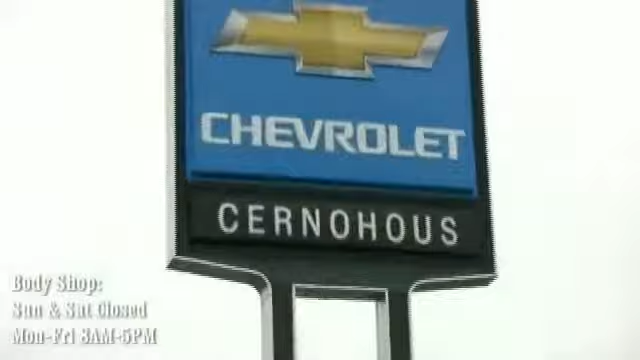 CHEVROLET
CERNOHOUS
Body Shop:
Sun & Sat Closed
Mon-Fri 8AM-5PM